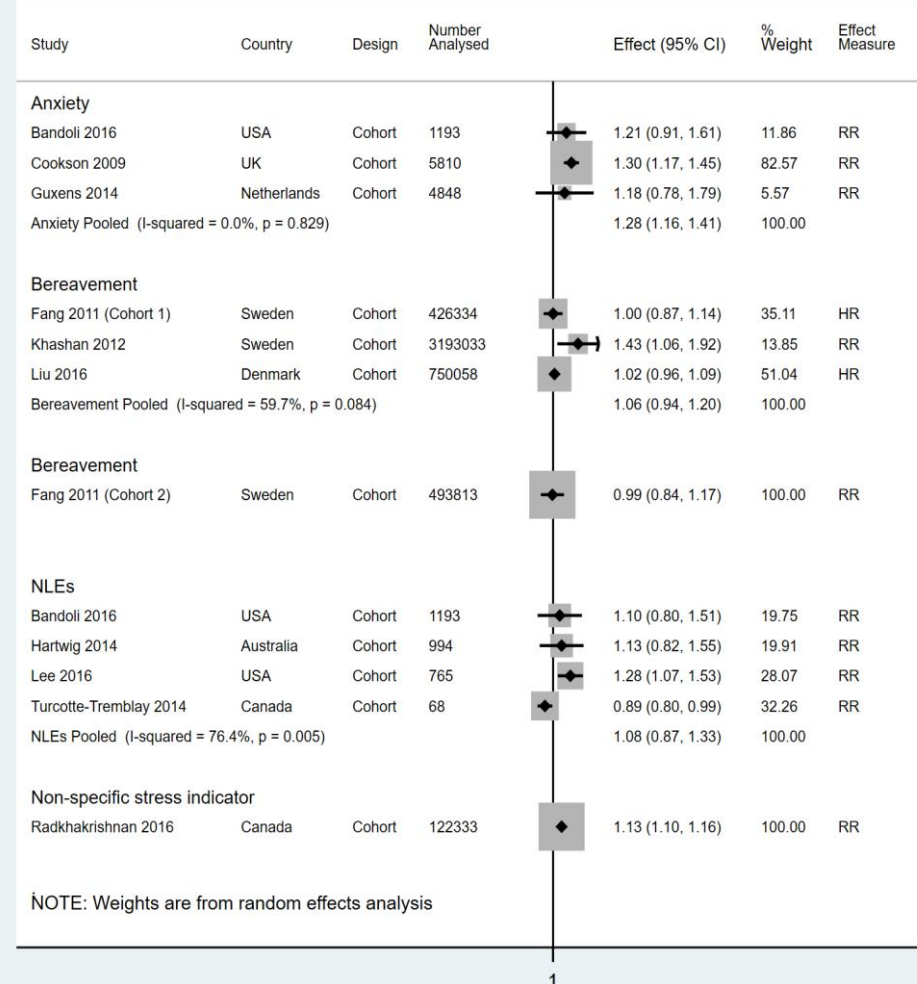 Study Country Design Number Analysed Effect (95% CI) % Weight Effect Measure
Anxiety
Bandoli 2016 USA Cohort 1193 1.21 (0.91, 1.61) 11.86 RR
Cookson 2009 UK Cohort 5810 1.30 (1.17, 1.45) 82.57 RR
Guxens 2014 Netherlands Cohort 4848 1.18 (0.78, 1.79) 5.57 RR
Anxiety Pooled (I-squared = 0.0%, p = 0.829) 1.28 (1.16, 1.41) 100.00
Bereavement
Fang 2011 (Cohort 1) Sweden Cohort 426334 1.00 (0.87, 1.14) 35.11 HR
Khashan 2012 Sweden Cohort 3193033 1.43 (1.06, 1.92) 13.85 RR
Liu 2016 Denmark Cohort 750058 1.02 (0.96, 1.09) 51.04 HR
Bereavement Pooled (I-squared = 59.7%, p = 0.084) 1.06 (0.94, 1.20) 100.00
Bereavement
Fang 2011 (Cohort 2) Sweden Cohort 493813 0.99 (0.84, 1.17) 100.00 RR
NLEs
Bandoli 2016 USA Cohort 1193 1.10 (0.80, 1.51) 19.75 RR
Hartwig 2014 Australia Cohort 994 1.13 (0.82, 1.55) 19.91 RR
Lee 2016 USA Cohort 765 1.28 (1.07, 1.53) 28.07 RR
Turcotte-Tremblay 2014 Canada Cohort 68 0.89 (0.80, 0.99) 32.26 RR
NLEs Pooled (I-squared = 76.4%, p = 0.005) 1.08 (0.87, 1.33) 100.00
Non-specific stress indicator
Radkhakrishnan 2016 Canada Cohort 122333 1.13 (1.10, 1.16) 100.00 RR
NOTE: Weights are from random effects analysis
1